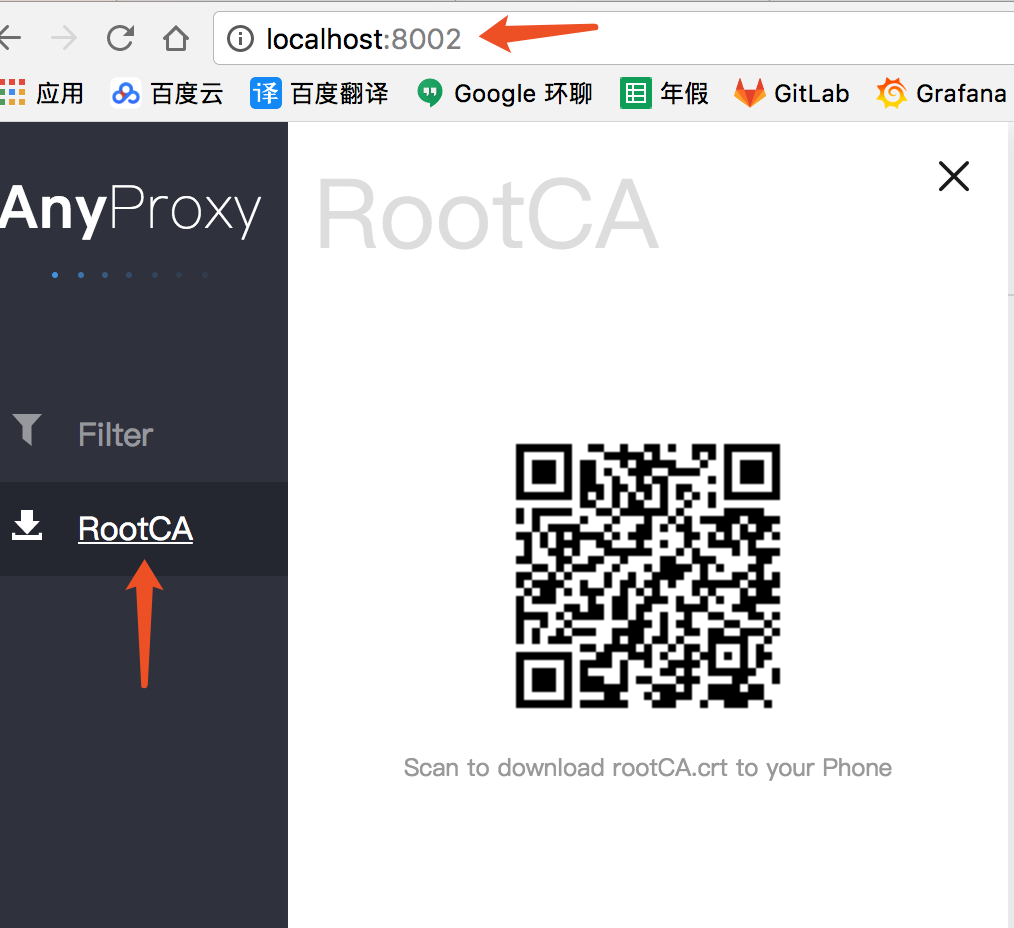 localhost:8002
应用 百度云 译 百度翻译 Google 环聊 年假 GitLab Grafana
AnyProxy
RootCA
Filter
RootCA
Scan to download rootCA.crt to your Phone